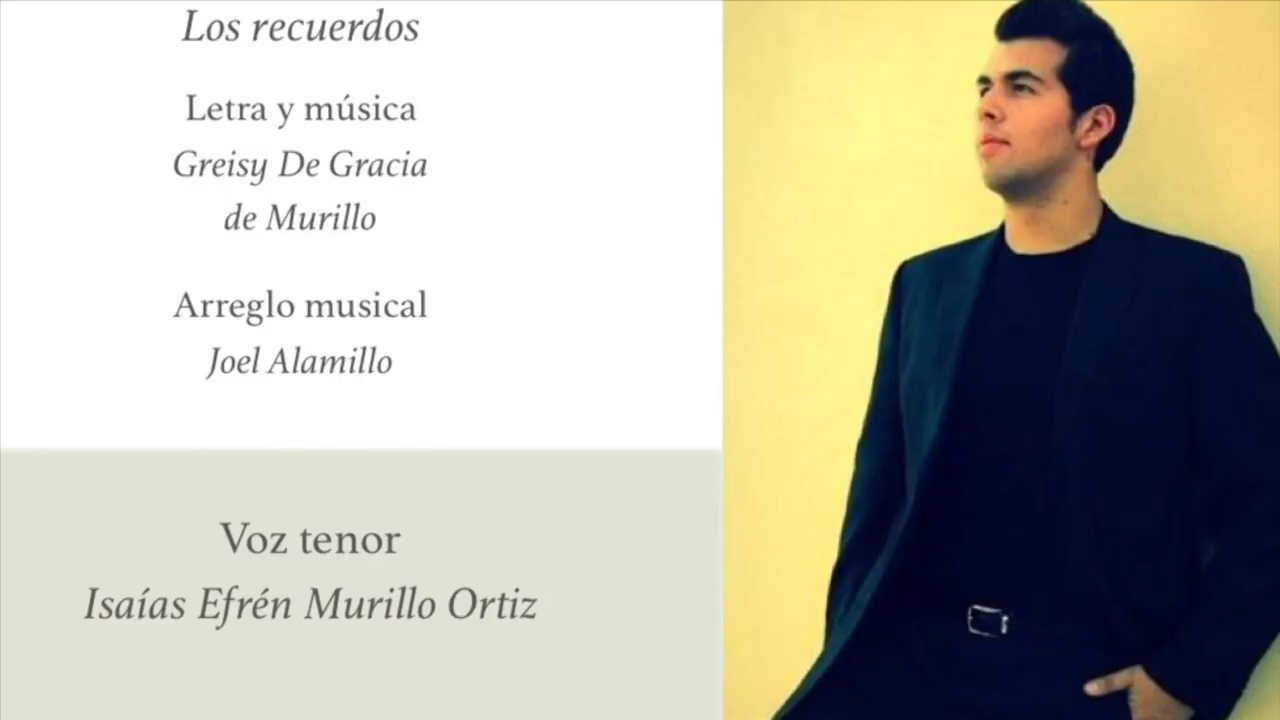 Los recuerdos
Letra y música
Greisy De Gracia
de Murillo
Arreglo musical
Joel Alamillo
Voz tenor
Isaías Efrén Murillo Ortiz